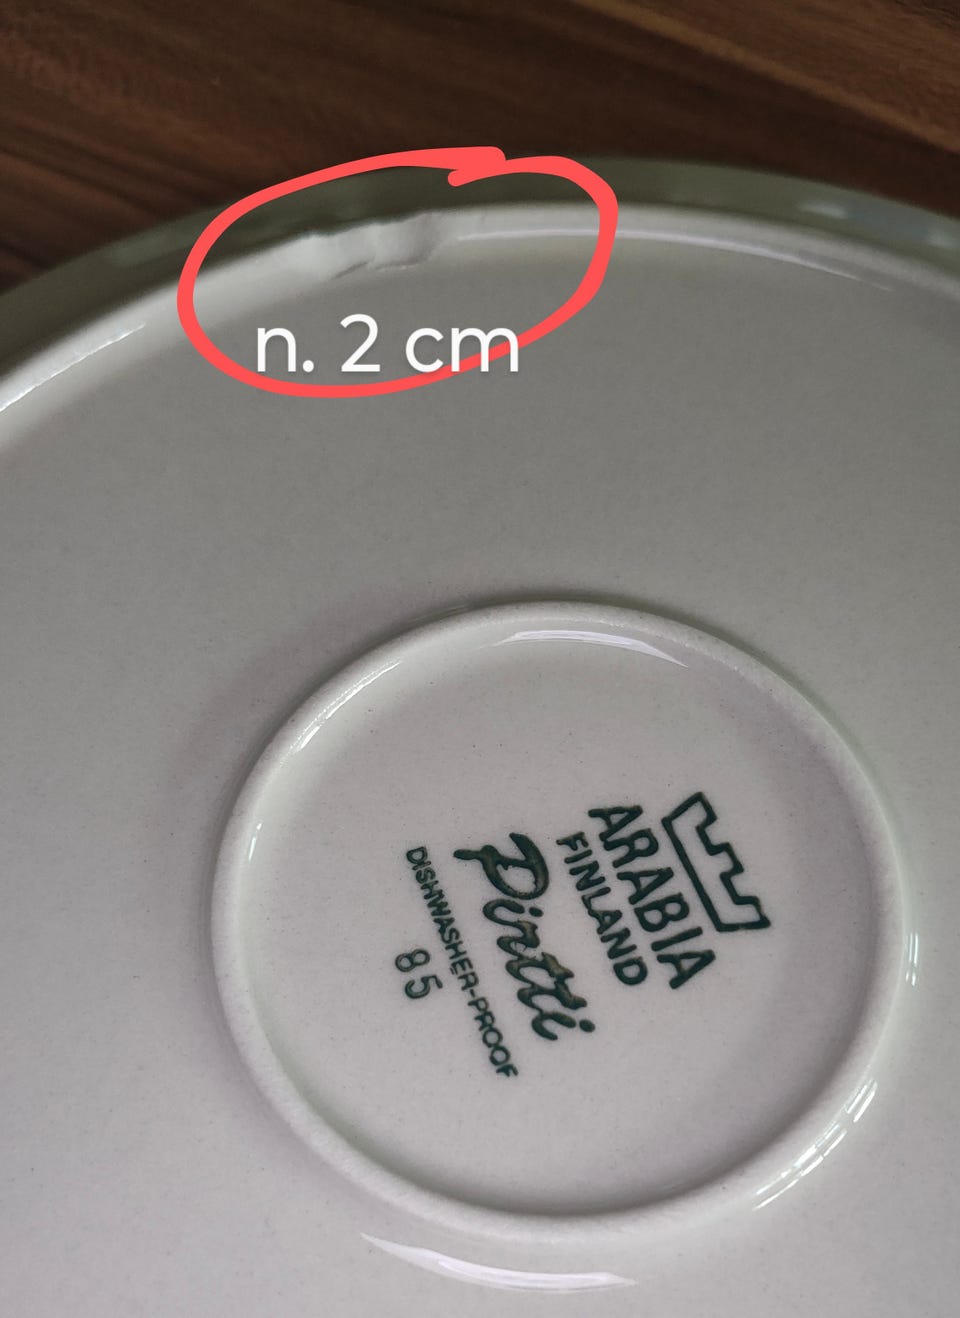 n. 2 cm
ARABIA
FINLAND
Pirtti
DISHWASHER-PROOF
85